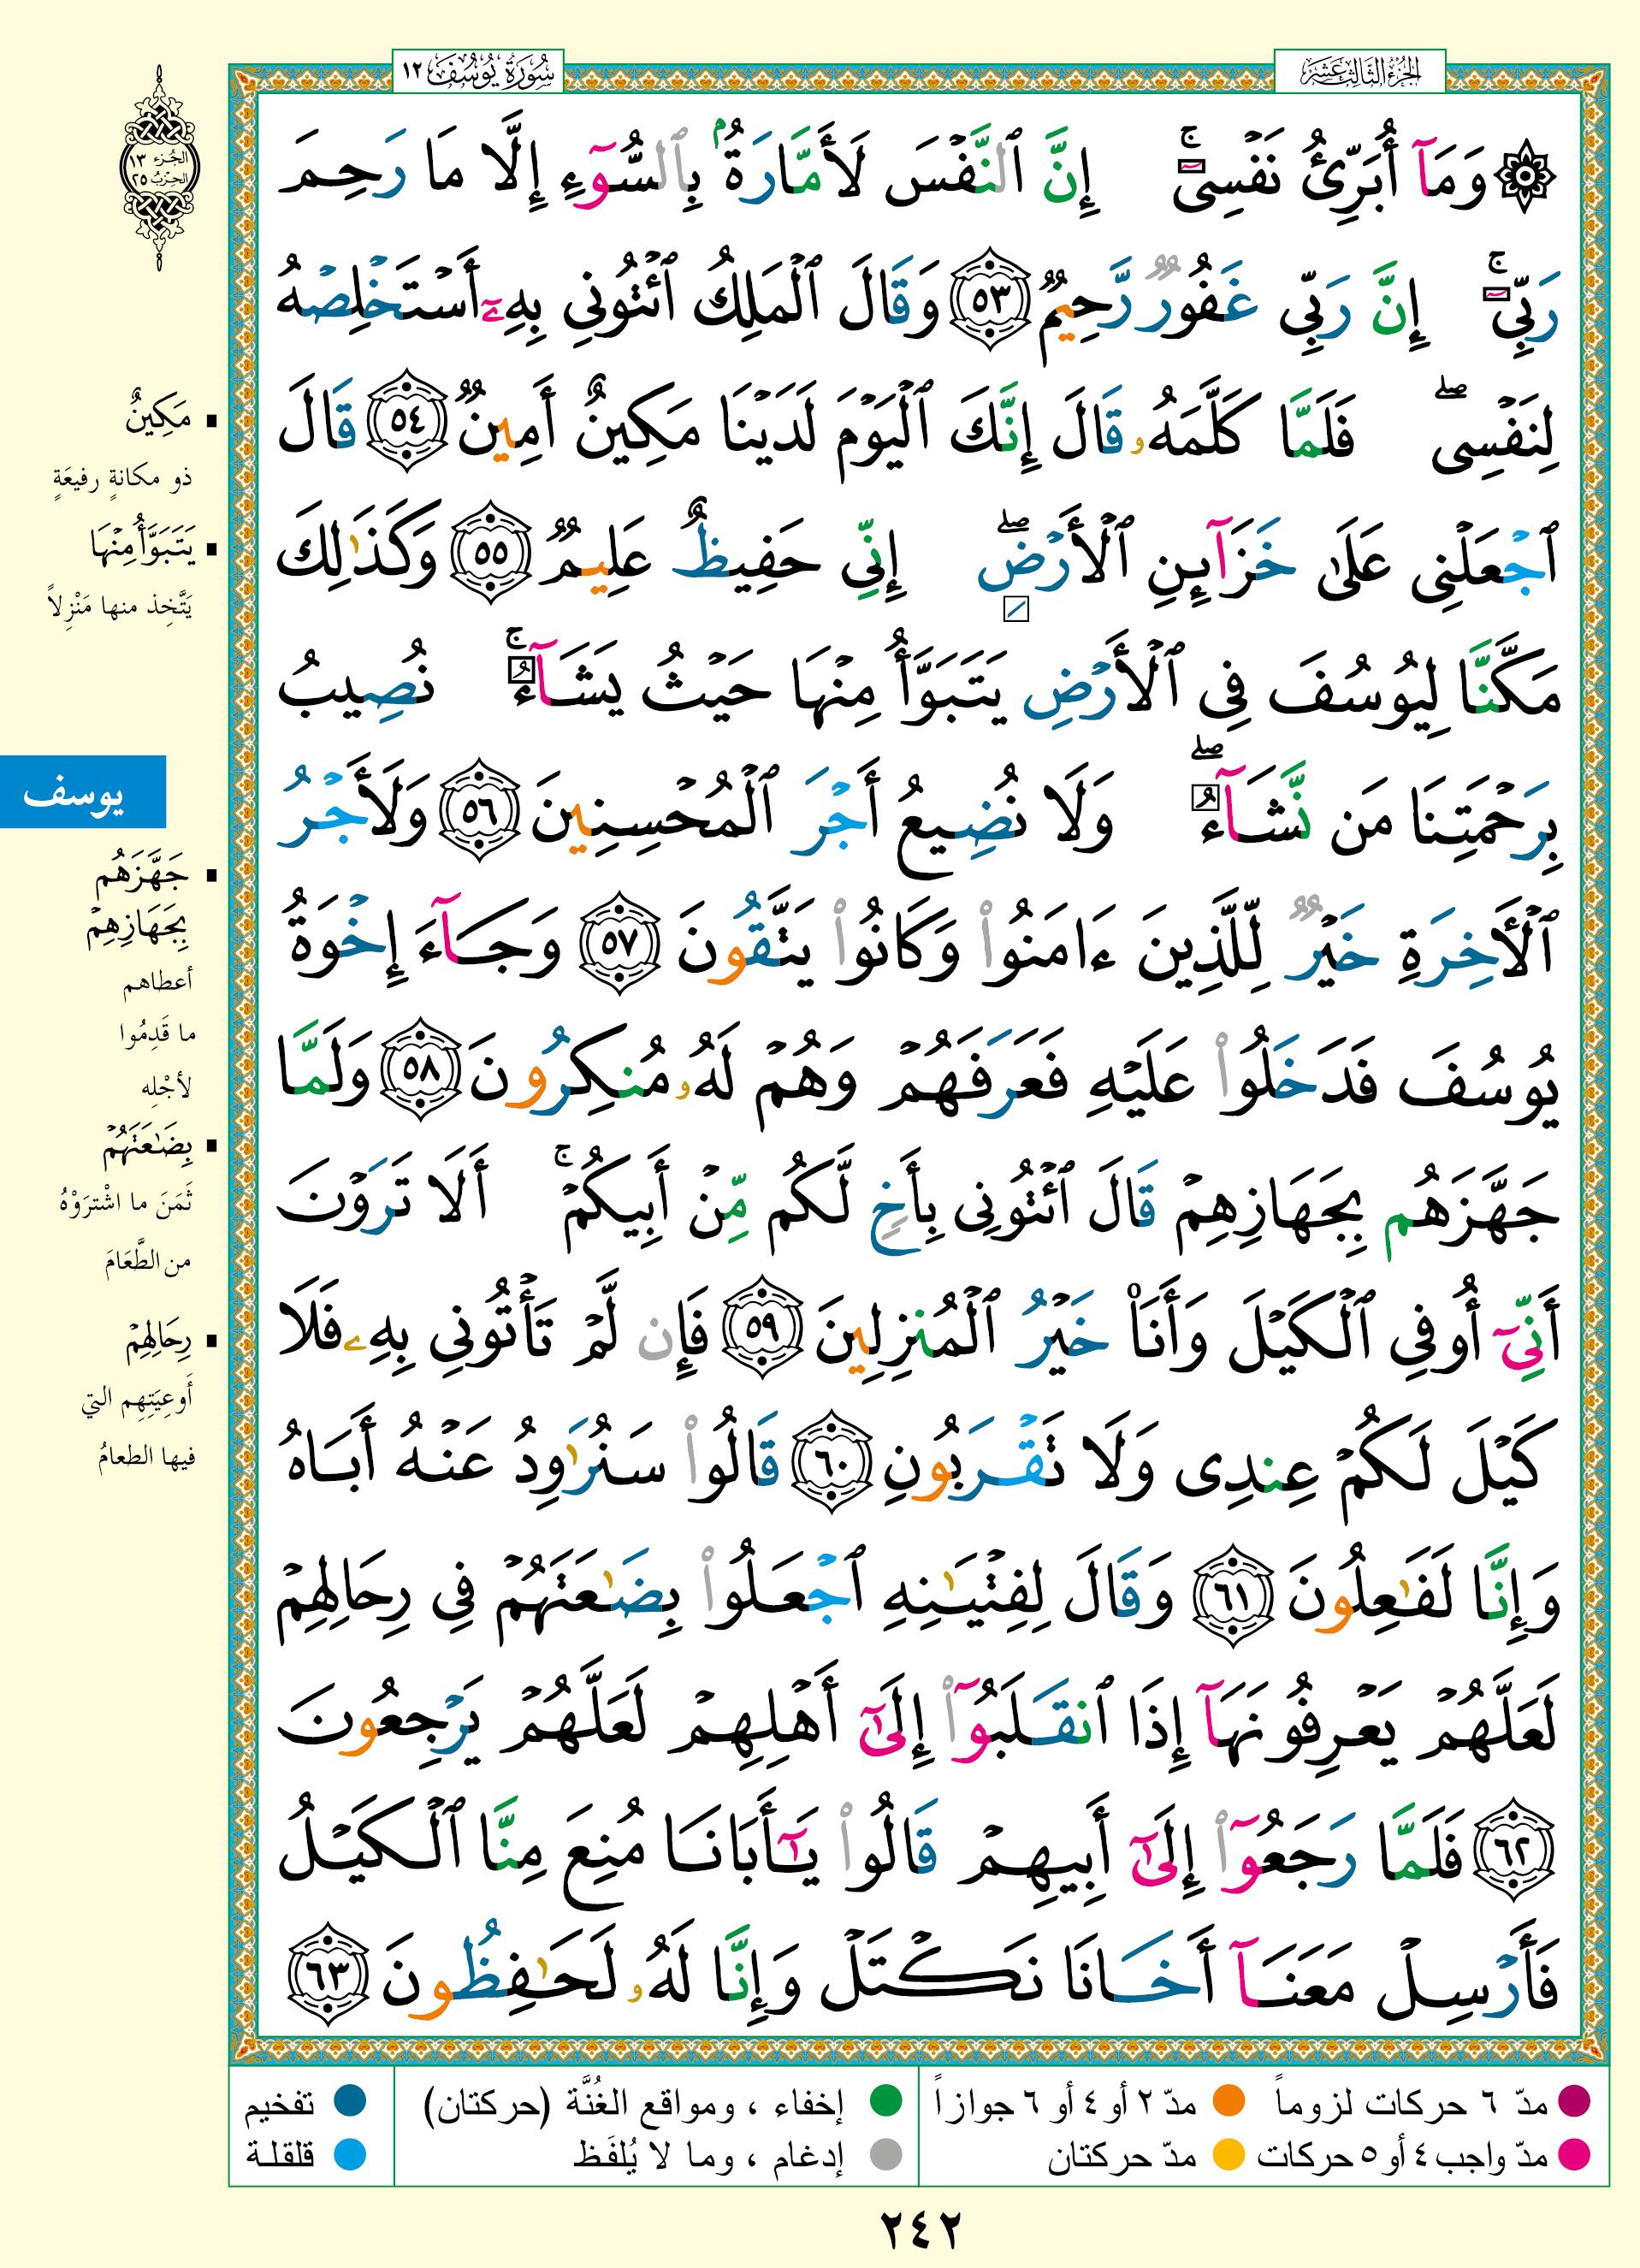 الجزء الثالث عشر
سورة يوسف ١٢
الجزء ١٣
الحزب ٢٥
۞ وَمَآ أُبَرِّئُ نَفْسِىٓ ۚ إِنَّ ٱلنَّفْسَ لَأَمَّارَةٌۢ بِٱلسُّوٓءِ إِلَّا مَا رَحِمَ
رَبِّىٓ ۚ إِنَّ رَبِّى غَفُورٌ رَّحِيمٌ ٥٣ وَقَالَ ٱلْمَلِكُ ٱئْتُونِى بِهِۦٓ أَسْتَخْلِصْهُ
لِنَفْسِى ۖ فَلَمَّا كَلَّمَهُۥ قَالَ إِنَّكَ ٱلْيَوْمَ لَدَيْنَا مَكِينٌ أَمِينٌ ٥٤ قَالَ
ٱجْعَلْنِى عَلَىٰ خَزَآئِنِ ٱلْأَرْضِ ۖ إِنِّى حَفِيظٌ عَلِيمٌ ٥٥ وَكَذَٰلِكَ
مَكَّنَّا لِيُوسُفَ فِى ٱلْأَرْضِ يَتَبَوَّأُ مِنْهَا حَيْثُ يَشَآءُ ۚ نُصِيبُ
بِرَحْمَتِنَا مَن نَّشَآءُ ۖ وَلَا نُضِيعُ أَجْرَ ٱلْمُحْسِنِينَ ٥٦ وَلَأَجْرُ
ٱلْأَخِرَةِ خَيْرٌ لِّلَّذِينَ ءَامَنُوا۟ وَكَانُوا۟ يَتَّقُونَ ٥٧ وَجَآءَ إِخْوَةُ
يُوسُفَ فَدَخَلُوا۟ عَلَيْهِ فَعَرَفَهُمْ وَهُمْ لَهُۥ مُنكِرُونَ ٥٨ وَلَمَّا
جَهَّزَهُم بِجَهَازِهِمْ قَالَ ٱئْتُونِى بِأَخٍ لَّكُم مِّنْ أَبِيكُمْ ۚ أَلَا تَرَوْنَ
أَنِّىٓ أُوفِى ٱلْكَيْلَ وَأَنَا۠ خَيْرُ ٱلْمُنزِلِينَ ٥٩ فَإِن لَّمْ تَأْتُونِى بِهِۦ فَلَا
كَيْلَ لَكُمْ عِندِى وَلَا تَقْرَبُونِ ٦٠ قَالُوا۟ سَنُرَٰوِدُ عَنْهُ أَبَاهُ
وَإِنَّا لَفَٰعِلُونَ ٦١ وَقَالَ لِفِتْيَٰنِهِ ٱجْعَلُوا۟ بِضَٰعَتَهُمْ فِى رِحَالِهِمْ
لَعَلَّهُمْ يَعْرِفُونَهَآ إِذَا ٱنقَلَبُوٓا۟ إِلَىٰٓ أَهْلِهِمْ لَعَلَّهُمْ يَرْجِعُونَ
٦٢ فَلَمَّا رَجَعُوٓا۟ إِلَىٰٓ أَبِيهِمْ قَالُوا۟ يَٰٓأَبَانَا مُنِعَ مِنَّا ٱلْكَيْلُ
فَأَرْسِلْ مَعَنَآ أَخَانَا نَكْتَلْ وَإِنَّا لَهُۥ لَحَٰفِظُونَ ٦٣
▪ مَكِينٌ
ذو مكانةٍ رفيعَةٍ
▪ يَتَبَوَّأُ مِنْهَا
يَتَّخِذ منها مَنْزِلاً
يوسف
▪ جَهَّزَهُم
بِجَهَازِهِمْ
أعطاهم
ما قَدِمُوا
لأجْلِه
▪ بِضَٰعَتَهُمْ
ثَمَنَ ما اشْتَرَوْهُ
من الطَّعَامَ
▪ رِحَالِهِمْ
أَوعِيَتِهِم التي
فيها الطعامُ
مدّ ٦ حركات لزوماً مدّ ٢ أو ٤ أو ٦ جوازاً إخفاء ، ومواقع الغُنَّة (حركتان) تفخيم
مدّ واجب ٤ أو ٥ حركات مدّ حركتان إدغام ، وما لا يُلفَظ قلقلة
٢٤٢